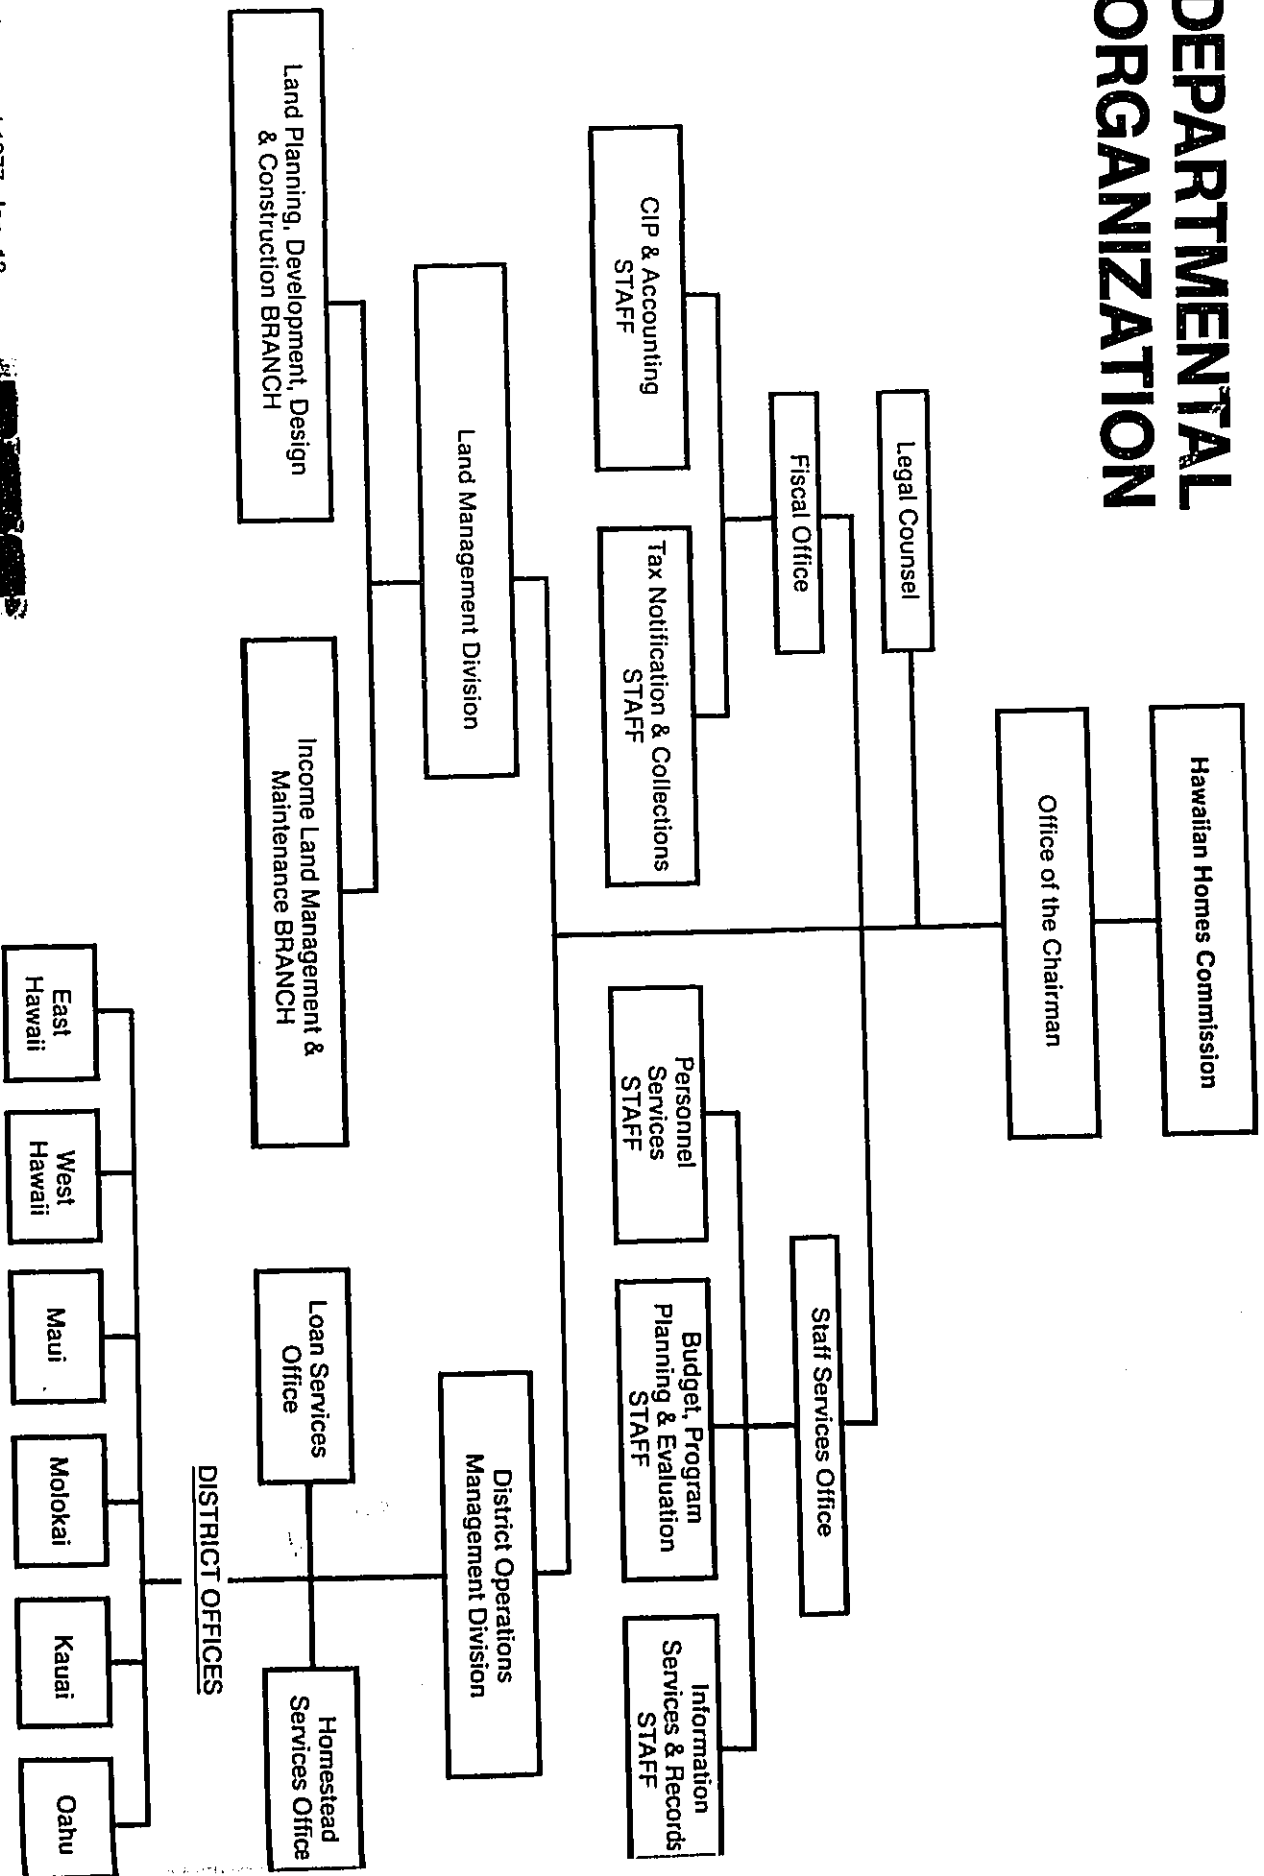 DEPARTMENTAL
ORGANIZATION
Hawaiian Homes Commission
Office of the Chairman
Legal Counsel
Fiscal Office
Staff Services Office
CIP & Accounting
STAFF
Tax Notification & Collections
STAFF
Personnel
Services
STAFF
Budget, Program
Planning & Evaluation
STAFF
Information
Services & Records
STAFF
Land Management Division
District Operations
Management Division
Land Planning, Development, Design
& Construction BRANCH
Income Land Management &
Maintenance BRANCH
Loan Services
Office
Homestead
Services Office
DISTRICT OFFICES
East
Hawaii
West
Hawaii
Maui
Molokai
Kauai
Oahu